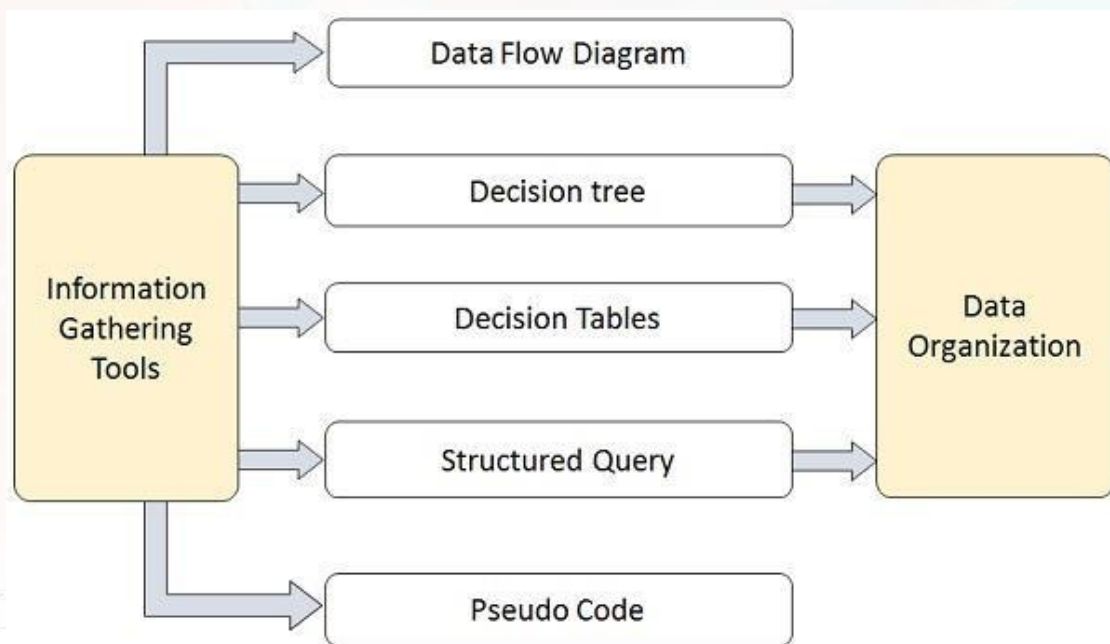 Data Flow Diagram
Decision tree
Information
Gathering
Tools
Decision Tables
Data
Organization
Structured Query
Pseudo Code